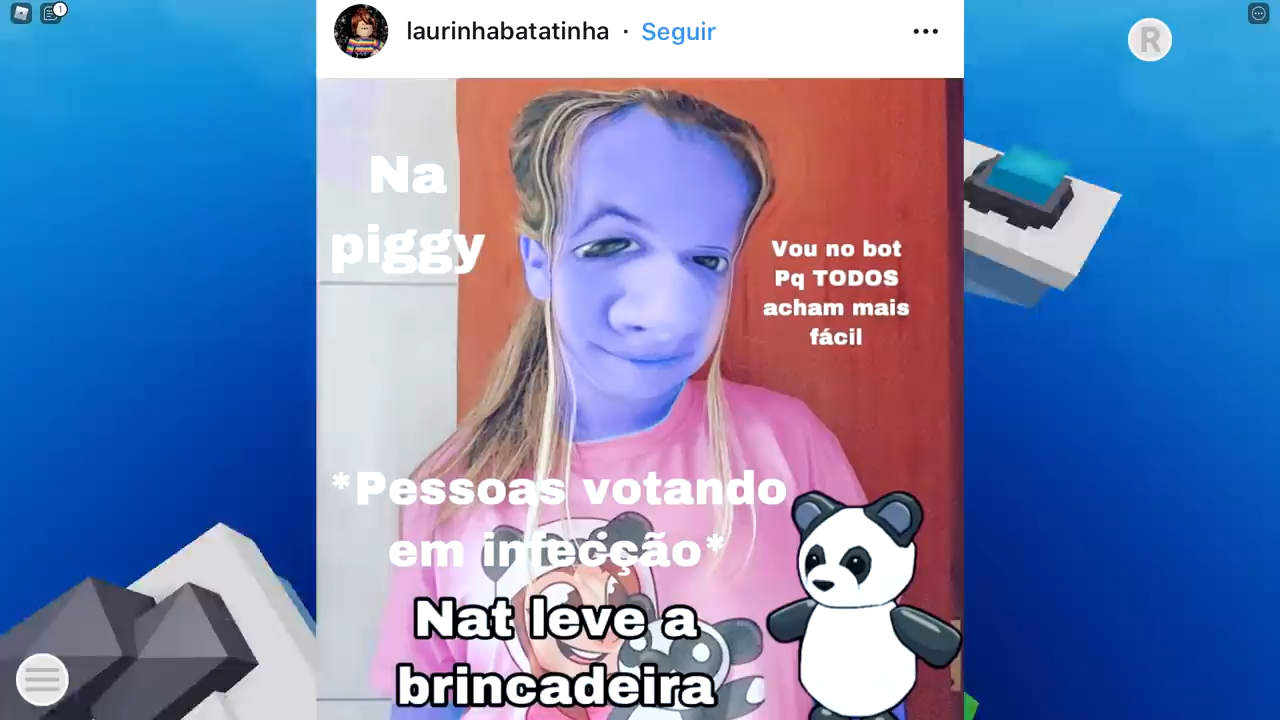 1
laurinhabatatinha · Seguir
R
Na
piggy
Vou no bot
Pq TODOS
acham mais
fácil
*Pessoas votando
em infecção*
Nat leve a
brincadeira